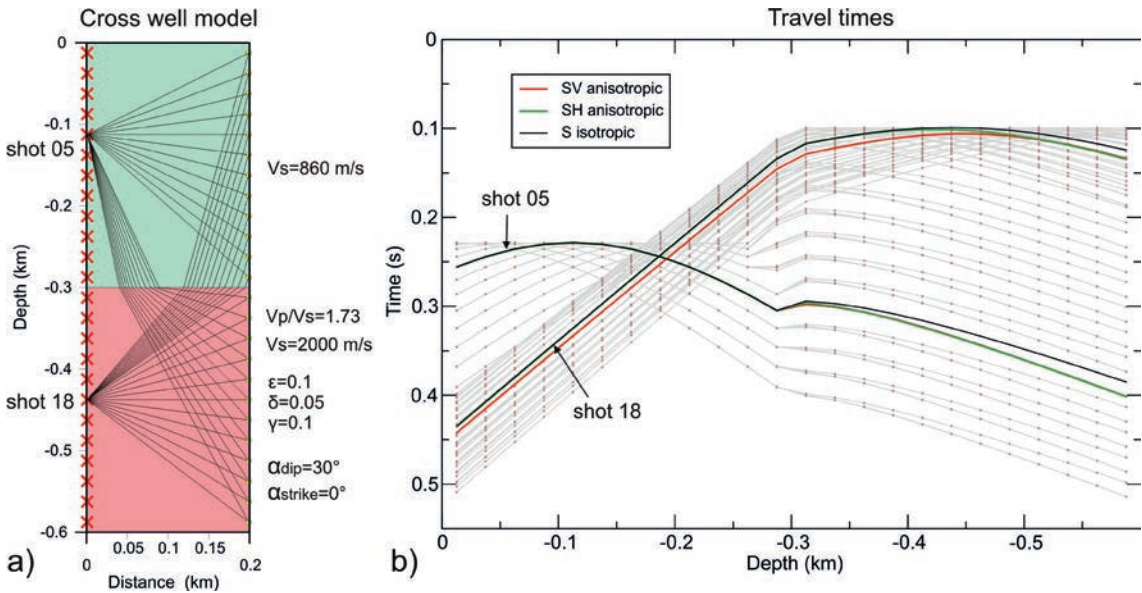 Cross well model
0
-0.1
-0.2
-0.3
-0.4
-0.5
-0.6
Depth (km)
shot 05
shot 18
0
0.05
0.1
0.15
0.2
Distance (km)
Vs=860 m/s
Vp/Vs=1.73
Vs=2000 m/s
ε=0.1
δ=0.05
γ=0.1
αdip=30°
αstrike=0°
a)
Travel times
0
0.1
0.2
0.3
0.4
0.5
Time (s)
SV anisotropic
SH anisotropic
S isotropic
shot 05
shot 18
0
-0.1
-0.2
-0.3
-0.4
-0.5
Depth (km)
b)